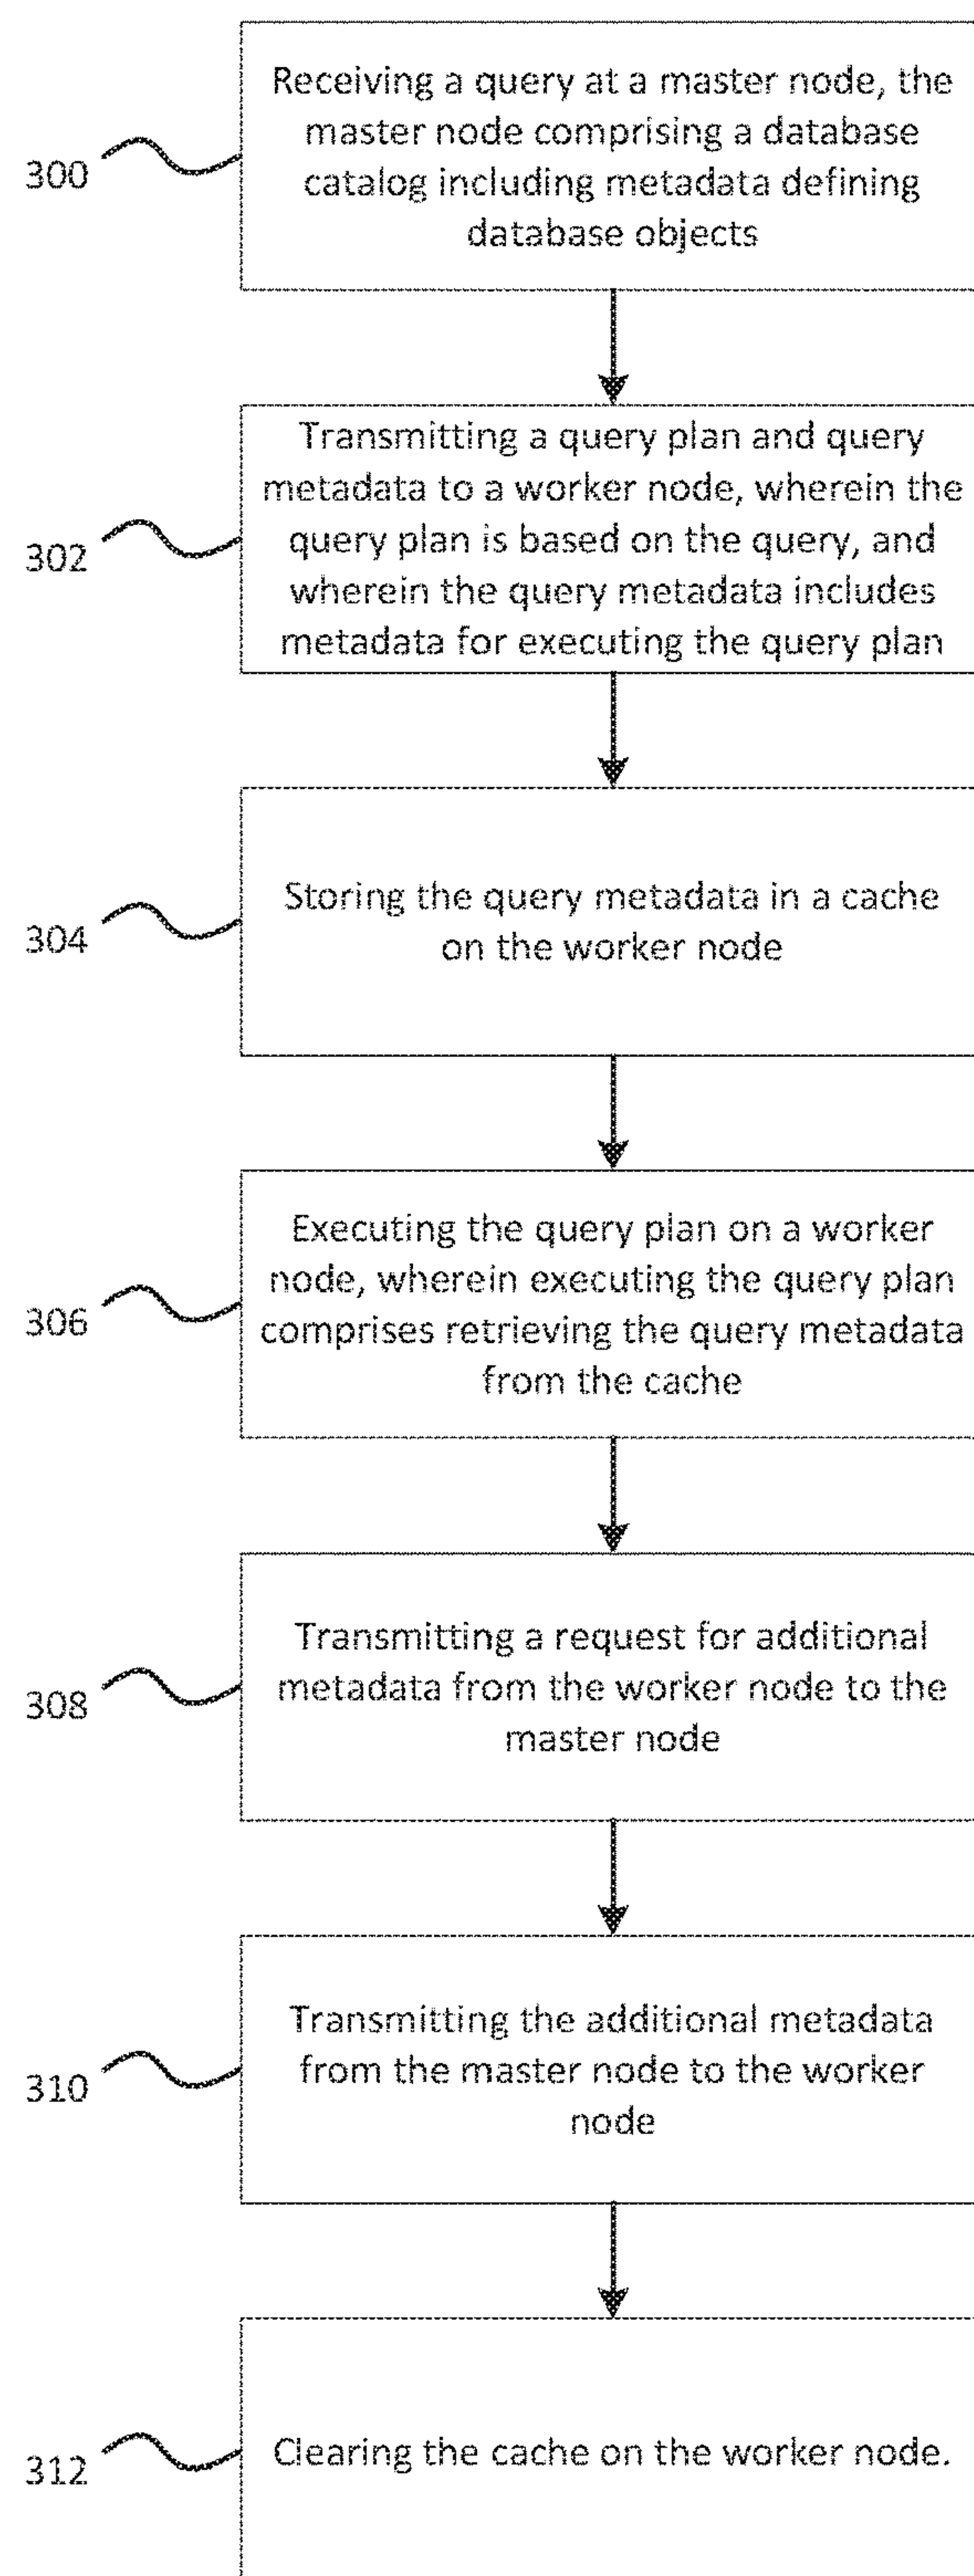 Receiving a query at a master node, the
master node comprising a database
catalog including metadata defining
database objects
300
Transmitting a query plan and query
metadata to a worker node, wherein the
query plan is based on the query, and
wherein the query metadata includes
metadata for executing the query plan
302
Storing the query metadata in a cache
on the worker node
304
Executing the query plan on a worker
node, wherein executing the query plan
comprises retrieving the query metadata
from the cache
306
Transmitting a request for additional
metadata from the worker node to the
master node
308
Transmitting the additional metadata
from the master node to the worker
node
310
Clearing the cache on the worker node.
312